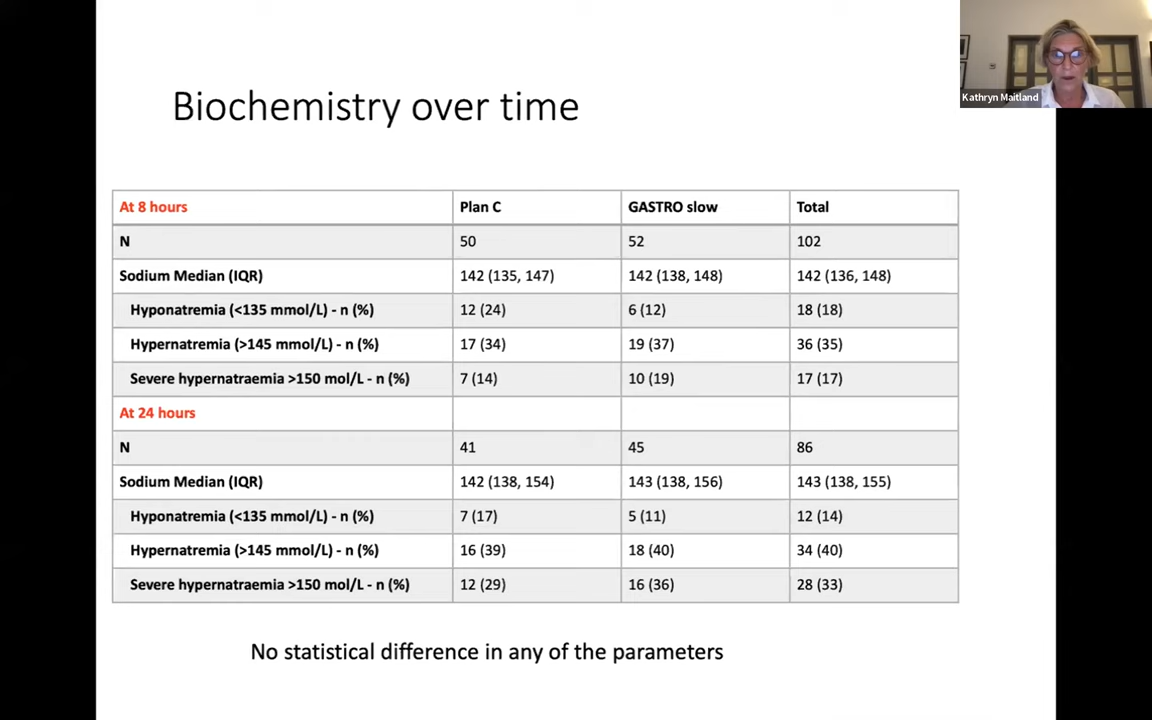 Kathryn Maitland
Biochemistry over time
At 8 hours Plan C GASTRO slow Total
N 50 52 102
Sodium Median (IQR) 142 (135, 147) 142 (138, 148) 142 (136, 148)
Hyponatremia (<135 mmol/L) - n (%) 12 (24) 6 (12) 18 (18)
Hypernatremia (>145 mmol/L) - n (%) 17 (34) 19 (37) 36 (35)
Severe hypernatraemia >150 mol/L - n (%) 7 (14) 10 (19) 17 (17)
At 24 hours
N 41 45 86
Sodium Median (IQR) 142 (138, 154) 143 (138, 156) 143 (138, 155)
Hyponatremia (<135 mmol/L) - n (%) 7 (17) 5 (11) 12 (14)
Hypernatremia (>145 mmol/L) - n (%) 16 (39) 18 (40) 34 (40)
Severe hypernatraemia >150 mol/L - n (%) 12 (29) 16 (36) 28 (33)
No statistical difference in any of the parameters